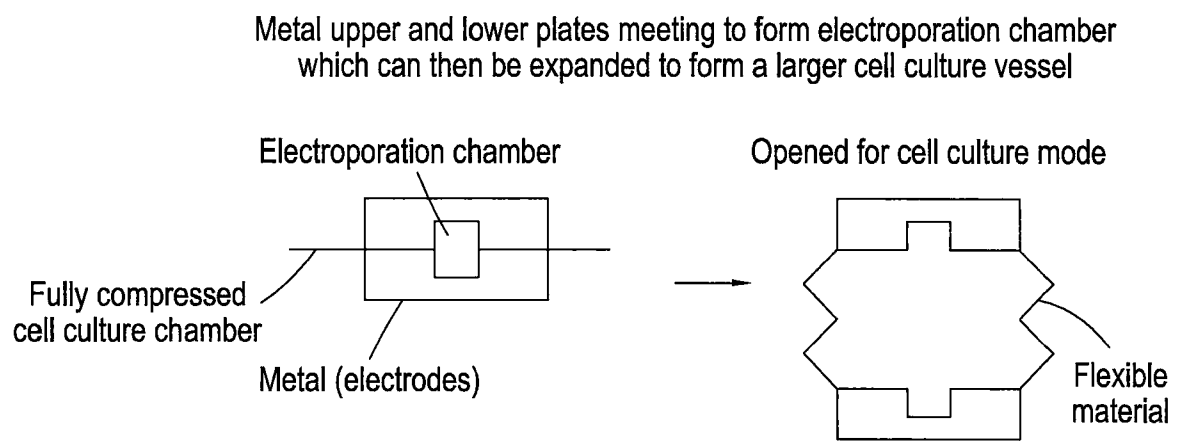 Metal upper and lower plates meeting to form electroporation chamber
which can then be expanded to form a larger cell culture vessel
Electroporation chamber
Opened for cell culture mode
Fully compressed
cell culture chamber
Metal (electrodes)
Flexible
material